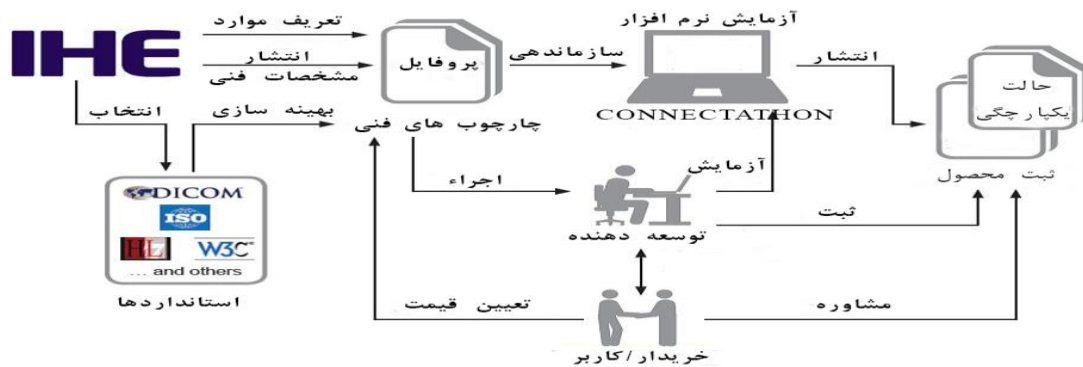 IHE
تعریف موارد
انتشار
مشخصات فنی
انتخاب
بهینه سازی
پروفایل
چارچوب های فنی
سازماندهی
آزمایش نرم افزار
CONNECTATHON
انتشار
حالت
یکپارچگی
ثبت محصول
اجراء
آزمایش
توسعه دهنده
ثبت
DICOM
ISO
HL7
W3C
... and others
استانداردها
تعیین قیمت
مشاوره
خریدار/کاربر